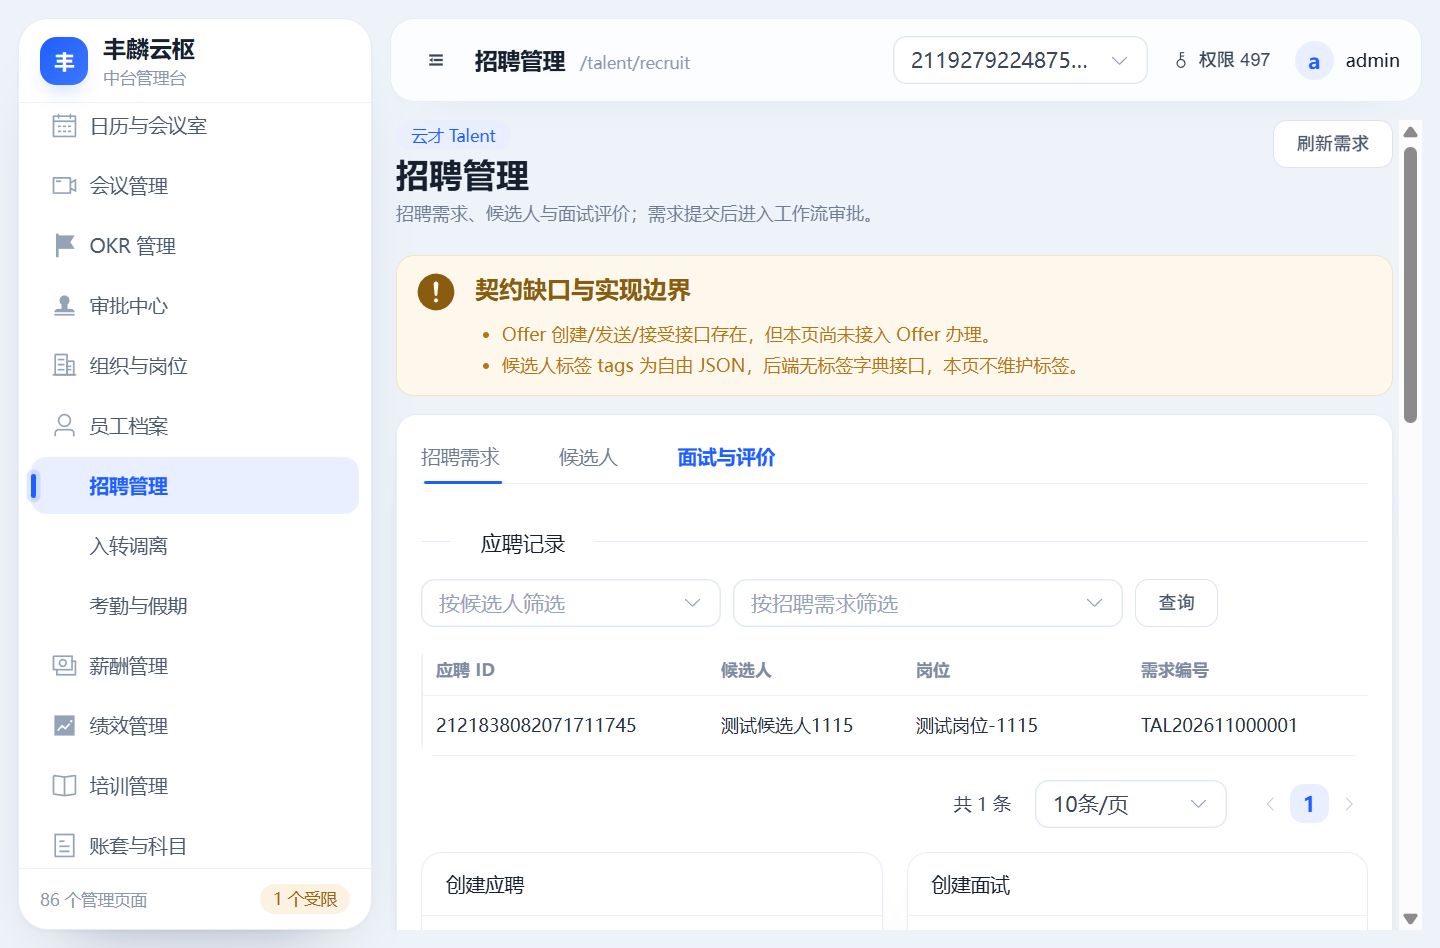 丰
丰麟云枢
中台管理台
日历与会议室
会议管理
OKR 管理
审批中心
组织与岗位
员工档案
招聘管理
入转调离
考勤与假期
薪酬管理
绩效管理
培训管理
账套与科目
86 个管理页面
1 个受限
招聘管理
/talent/recruit
2119279224875...
权限 497
a
admin
云才 Talent
招聘管理
招聘需求、候选人与面试评价；需求提交后进入工作流审批。
刷新需求
契约缺口与实现边界
• Offer 创建/发送/接受接口存在，但本页尚未接入 Offer 办理。
• 候选人标签 tags 为自由 JSON，后端无标签字典接口，本页不维护标签。
招聘需求
候选人
面试与评价
应聘记录
按候选人筛选
按招聘需求筛选
查询
应聘 ID 候选人 岗位 需求编号
2121838082071711745 测试候选人1115 测试岗位-1115 TAL202611000001
共 1 条
10条/页
1
创建应聘
创建面试